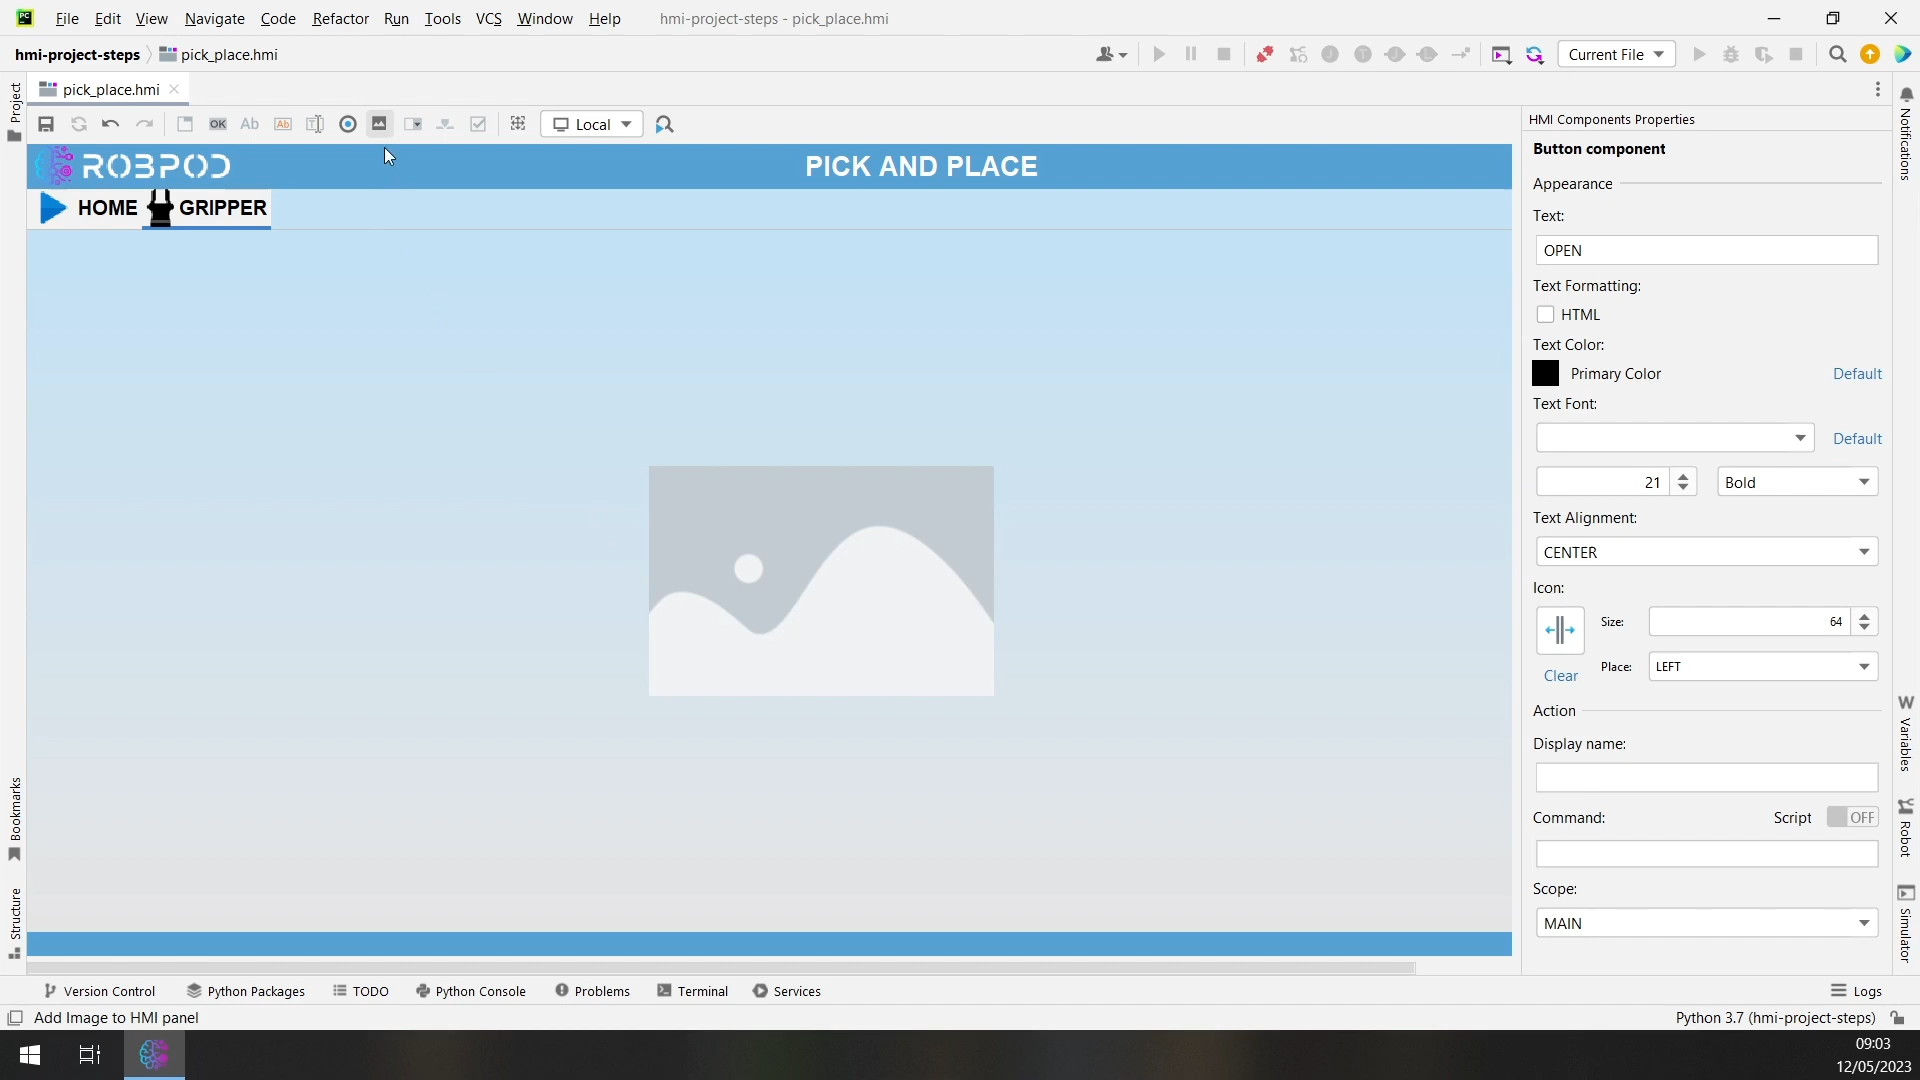 File Edit View Navigate Code Refactor Run Tools VCS Window Help hmi-project-steps - pick_place.hmi
hmi-project-steps pick_place.hmi Current File
Project
pick_place.hmi
OK Ab Ab Local
HMI Components Properties
Notifications
ROBPOD PICK AND PLACE
HOME GRIPPER
Button component
Appearance
Text:
OPEN
Text Formatting:
HTML
Text Color:
Primary Color Default
Text Font:
Default
21 Bold
Text Alignment:
CENTER
Icon:
Size: 64
Place: LEFT
Clear
Action
Display name:
Command: Script OFF
Scope:
MAIN
Variables
Robot
Simulator
Bookmarks
Structure
Version Control Python Packages TODO Python Console Problems Terminal Services Logs
Add Image to HMI panel Python 3.7 (hmi-project-steps)
09:03
12/05/2023